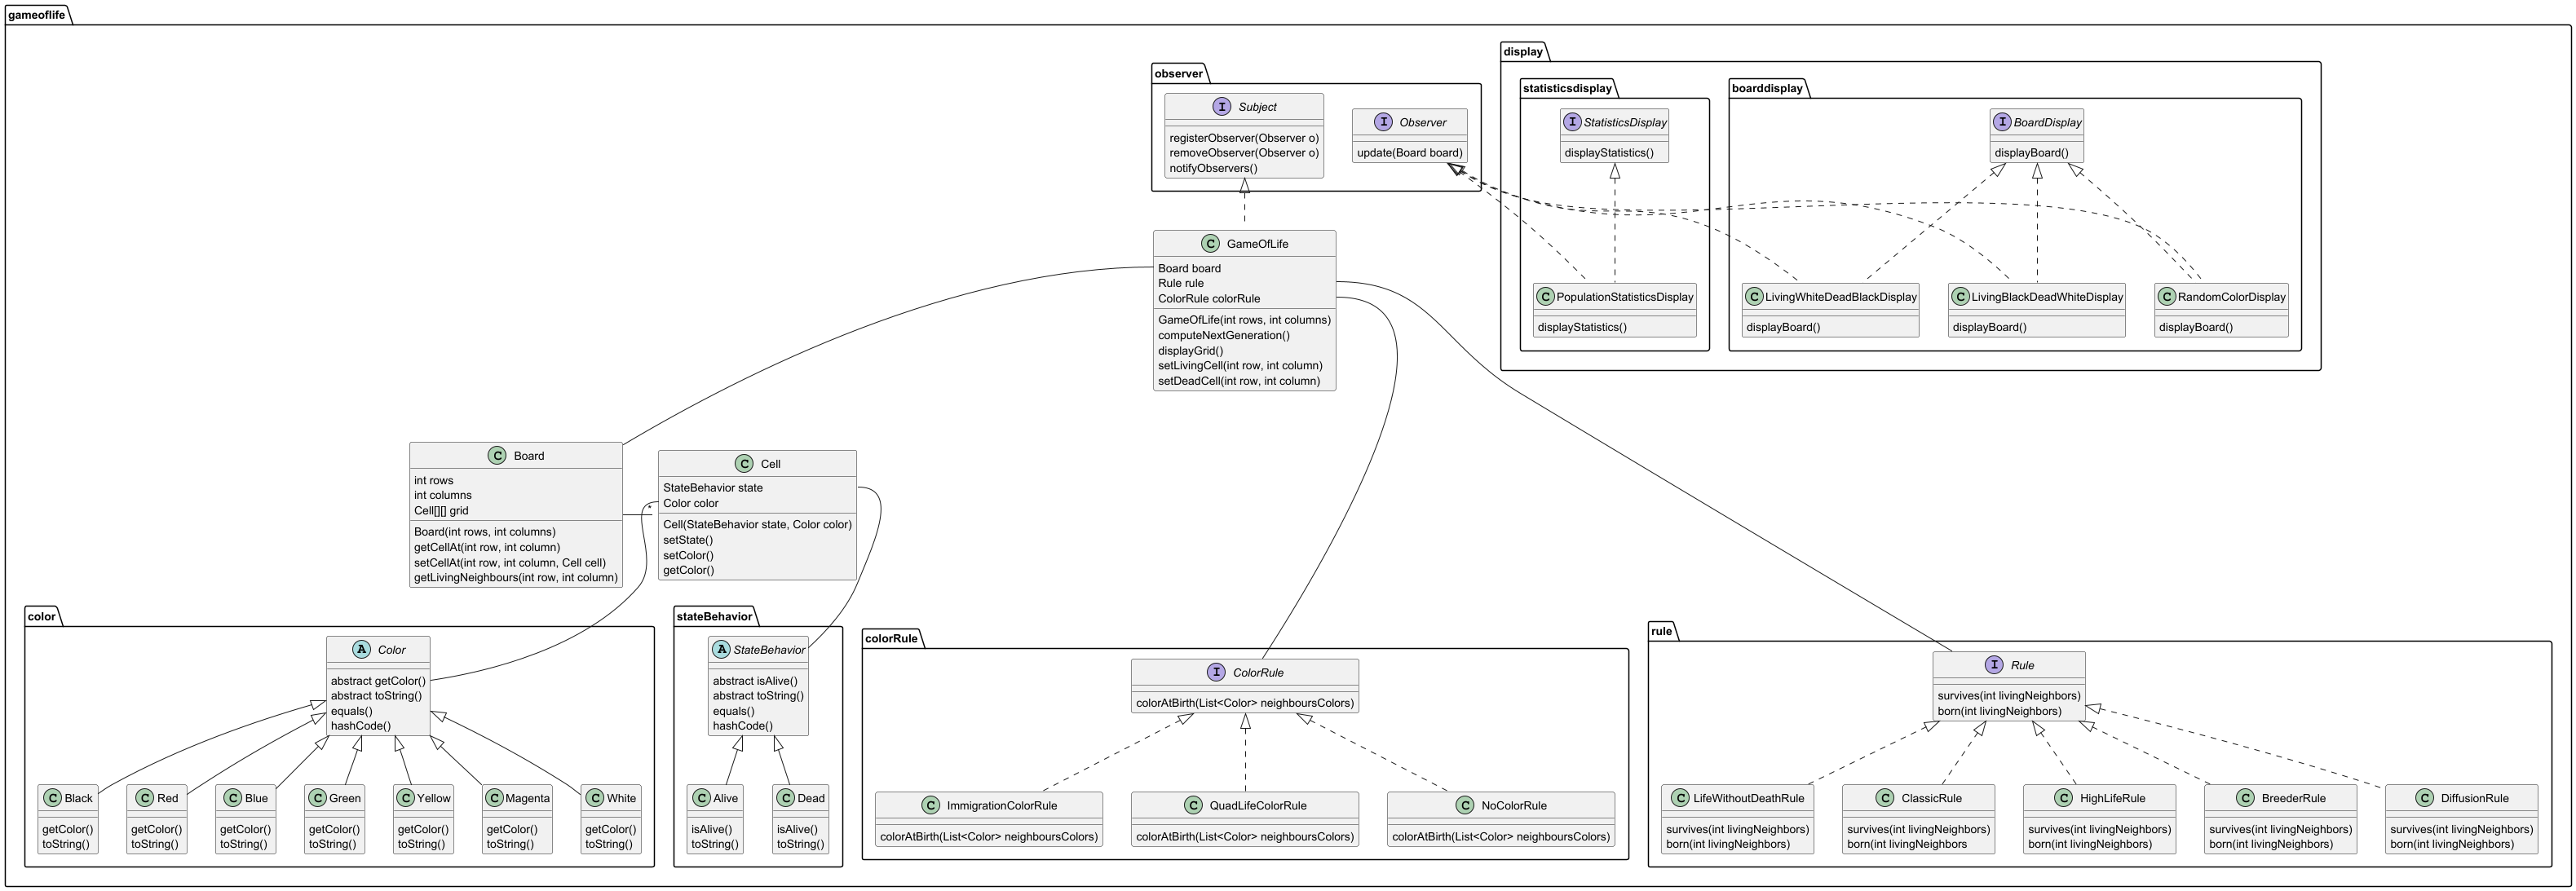 gameoflife
display
observer
statisticsdisplay
boarddisplay
I Subject
registerObserver(Observer o)
removeObserver(Observer o)
notifyObservers()
I Observer
update(Board board)
I StatisticsDisplay
displayStatistics()
I BoardDisplay
displayBoard()
C GameOfLife
Board board
Rule rule
ColorRule colorRule
GameOfLife(int rows, int columns)
computeNextGeneration()
displayGrid()
setLivingCell(int row, int column)
setDeadCell(int row, int column)
C PopulationStatisticsDisplay
displayStatistics()
C LivingWhiteDeadBlackDisplay
displayBoard()
C LivingBlackDeadWhiteDisplay
displayBoard()
C RandomColorDisplay
displayBoard()
C Board
int rows
int columns
Cell[][] grid
Board(int rows, int columns)
getCellAt(int row, int column)
setCellAt(int row, int column, Cell cell)
getLivingNeighbours(int row, int column)
*
C Cell
StateBehavior state
Color color
Cell(StateBehavior state, Color color)
setState()
setColor()
getColor()
color
A Color
abstract getColor()
abstract toString()
equals()
hashCode()
C Black
getColor()
toString()
C Red
getColor()
toString()
C Blue
getColor()
toString()
C Green
getColor()
toString()
C Yellow
getColor()
toString()
C Magenta
getColor()
toString()
C White
getColor()
toString()
stateBehavior
A StateBehavior
abstract isAlive()
abstract toString()
equals()
hashCode()
C Alive
isAlive()
toString()
C Dead
isAlive()
toString()
colorRule
I ColorRule
colorAtBirth(List<Color> neighboursColors)
C ImmigrationColorRule
colorAtBirth(List<Color> neighboursColors)
C QuadLifeColorRule
colorAtBirth(List<Color> neighboursColors)
C NoColorRule
colorAtBirth(List<Color> neighboursColors)
rule
I Rule
survives(int livingNeighbors)
born(int livingNeighbors)
C LifeWithoutDeathRule
survives(int livingNeighbors)
born(int livingNeighbors)
C ClassicRule
survives(int livingNeighbors)
born(int livingNeighbors
C HighLifeRule
survives(int livingNeighbors)
born(int livingNeighbors)
C BreederRule
survives(int livingNeighbors)
born(int livingNeighbors)
C DiffusionRule
survives(int livingNeighbors)
born(int livingNeighbors)